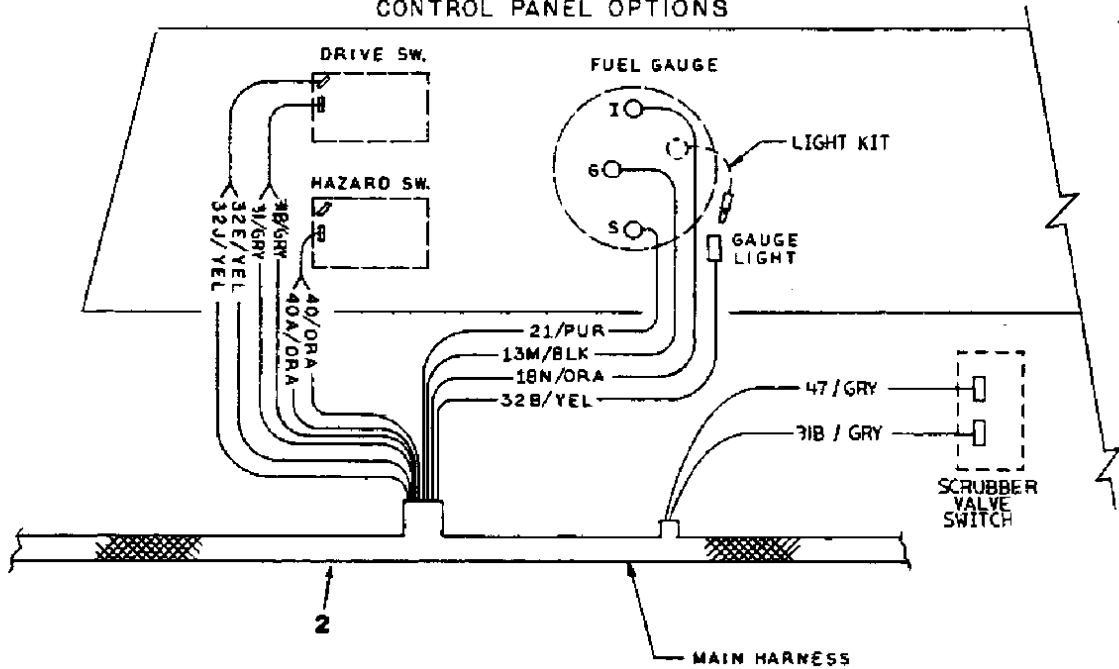 CONTROL PANEL OPTIONS
DRIVE SW.
FUEL GAUGE
I
LIGHT KIT
G
HAZARD SW.
S
GAUGE
LIGHT
32J/YEL
32E/YEL
31/GRY
31B/GRY
40A/ORA
40/ORA
21/PUR
13M/BLK
18N/ORA
32B/YEL
47/GRY
31B / GRY
SCRUBBER
VALVE
SWITCH
2
MAIN HARNESS